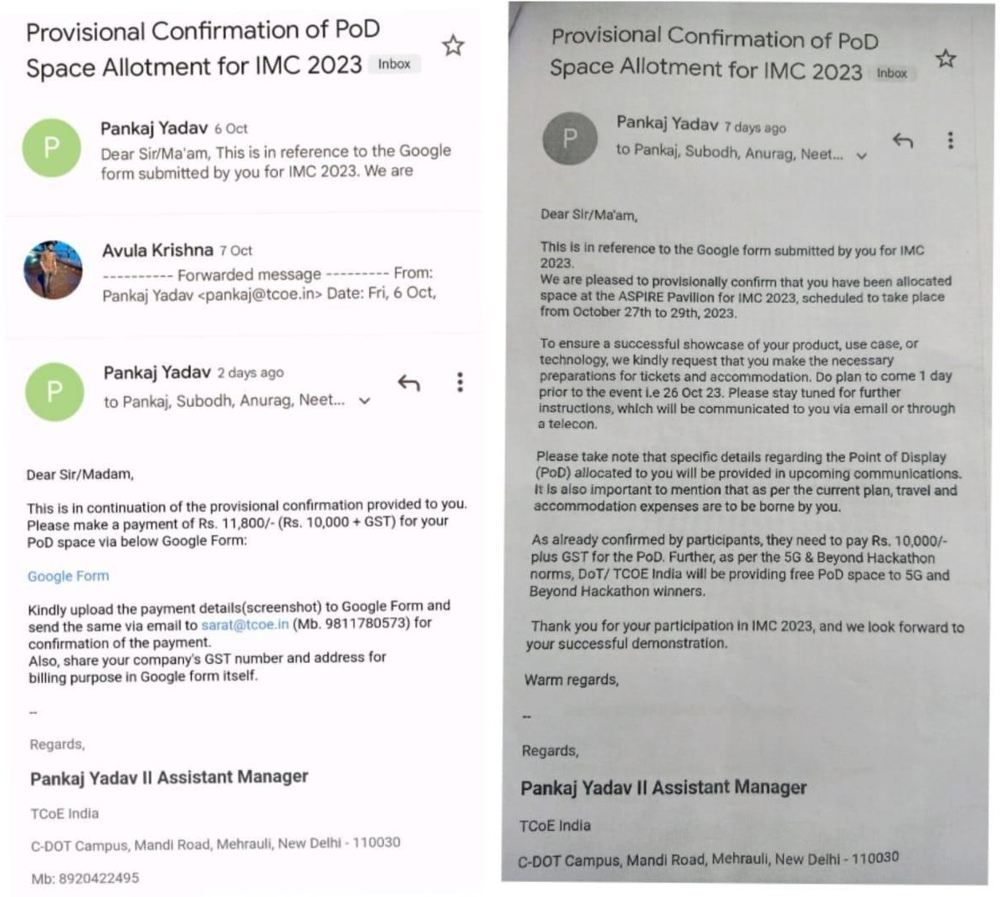 Provisional Confirmation of PoD
Space Allotment for IMC 2023 Inbox
P
Pankaj Yadav 6 Oct
Dear Sir/Ma'am, This is in reference to the Google
form submitted by you for IMC 2023. We are
Avula Krishna 7 Oct
---------- Forwarded message --------- From:
Pankaj Yadav <pankaj@tcoe.in> Date: Fri, 6 Oct,
P
Pankaj Yadav 2 days ago
to Pankaj, Subodh, Anurag, Neet...
Dear Sir/Madam,
This is in continuation of the provisional confirmation provided to you.
Please make a payment of Rs. 11,800/- (Rs. 10,000 + GST) for your
PoD space via below Google Form:
Google Form
Kindly upload the payment details(screenshot) to Google Form and
send the same via email to sarat@tcoe.in (Mb. 9811780573) for
confirmation of the payment.
Also, share your company's GST number and address for
billing purpose in Google form itself.
--
Regards,
Pankaj Yadav II Assistant Manager
TCoE India
C-DOT Campus, Mandi Road, Mehrauli, New Delhi - 110030
Mb: 8920422495
Provisional Confirmation of PoD
Space Allotment for IMC 2023 Inbox
P
Pankaj Yadav 7 days ago
to Pankaj, Subodh, Anurag, Neet...
Dear Sir/Ma'am,
This is in reference to the Google form submitted by you for IMC
2023.
We are pleased to provisionally confirm that you have been allocated
space at the ASPIRE Pavilion for IMC 2023, scheduled to take place
from October 27th to 29th, 2023.
To ensure a successful showcase of your product, use case, or
technology, we kindly request that you make the necessary
preparations for tickets and accommodation. Do plan to come 1 day
prior to the event i.e 26 Oct 23. Please stay tuned for further
instructions, which will be communicated to you via email or through
a telecon.
Please take note that specific details regarding the Point of Display
(PoD) allocated to you will be provided in upcoming communications.
It is also important to mention that as per the current plan, travel and
accommodation expenses are to be borne by you.
As already confirmed by participants, they need to pay Rs. 10,000/-
plus GST for the PoD. Further, as per the 5G & Beyond Hackathon
norms, DoT/ TCOE India will be providing free PoD space to 5G and
Beyond Hackathon winners.
Thank you for your participation in IMC 2023, and we look forward to
your successful demonstration.
Warm regards,
--
Regards,
Pankaj Yadav II Assistant Manager
TCoE India
C-DOT Campus, Mandi Road, Mehrauli, New Delhi - 110030